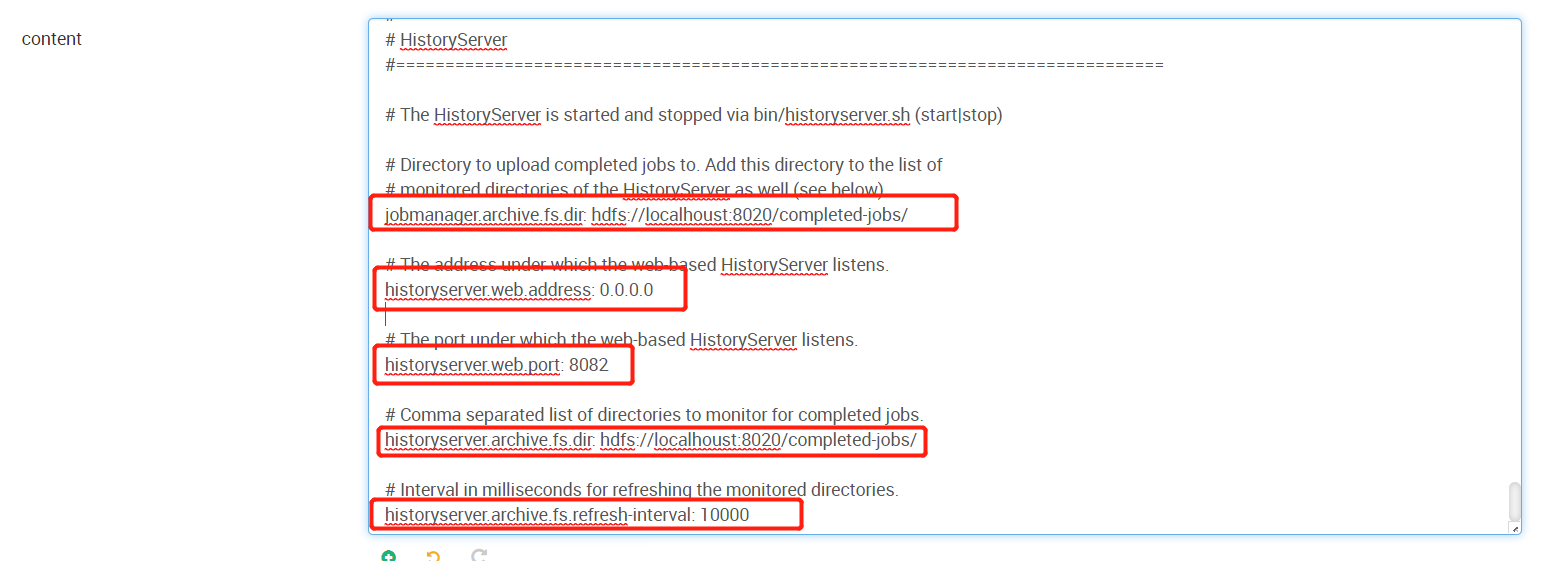 content
# HistoryServer
#==============================================================================
# The HistoryServer is started and stopped via bin/historyserver.sh (start|stop)
# Directory to upload completed jobs to. Add this directory to the list of
# monitored directories of the HistoryServer as well (see below)
jobmanager.archive.fs.dir: hdfs://localhoust:8020/completed-jobs/
# The address under which the web-based HistoryServer listens.
historyserver.web.address: 0.0.0.0
# The port under which the web-based HistoryServer listens.
historyserver.web.port: 8082
# Comma separated list of directories to monitor for completed jobs.
historyserver.archive.fs.dir: hdfs://localhoust:8020/completed-jobs/
# Interval in milliseconds for refreshing the monitored directories.
historyserver.archive.fs.refresh-interval: 10000